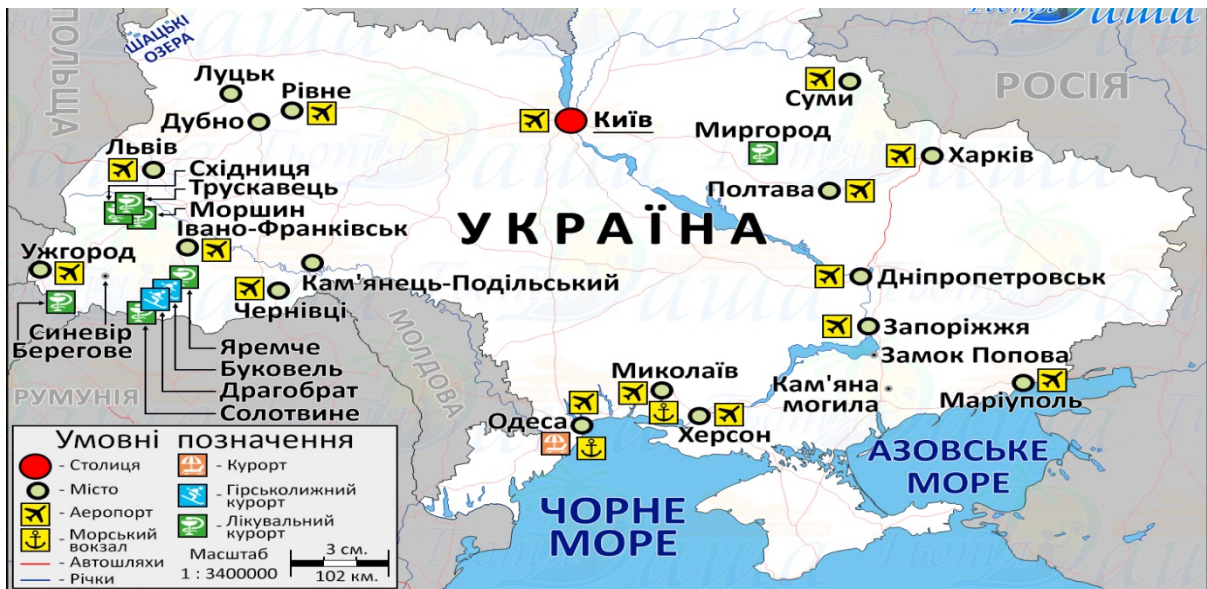 ПОЛЬЩА
ШАЦЬКІ
ОЗЕРА
Луцьк
Рівне
Дубно
Львів
Київ
Суми
РОСІЯ
Миргород
Харків
Полтава
Східниця
Трускавець
Моршин
Івано-Франківськ
УКРАЇНА
Ужгород
Кам'янець-Подільський
Чернівці
Дніпропетровськ
Синевір
Берегове
Запоріжжя
Замок Попова
Яремче
Буковель
Драгобрат
Солотвине
РУМУНІЯ
МОЛДОВА
Миколаїв
Кам'яна
могила
Маріуполь
Одеса
Херсон
АЗОВСЬКЕ
МОРЕ
ЧОРНЕ
МОРЕ
Умовні позначення
- Столиця
- Місто
- Аеропорт
- Морський
вокзал
- Автошляхи
- Річки
- Курорт
- Гірськолижний
курорт
- Лікувальний
курорт
Масштаб
1 : 3400000
3 см.
102 км.